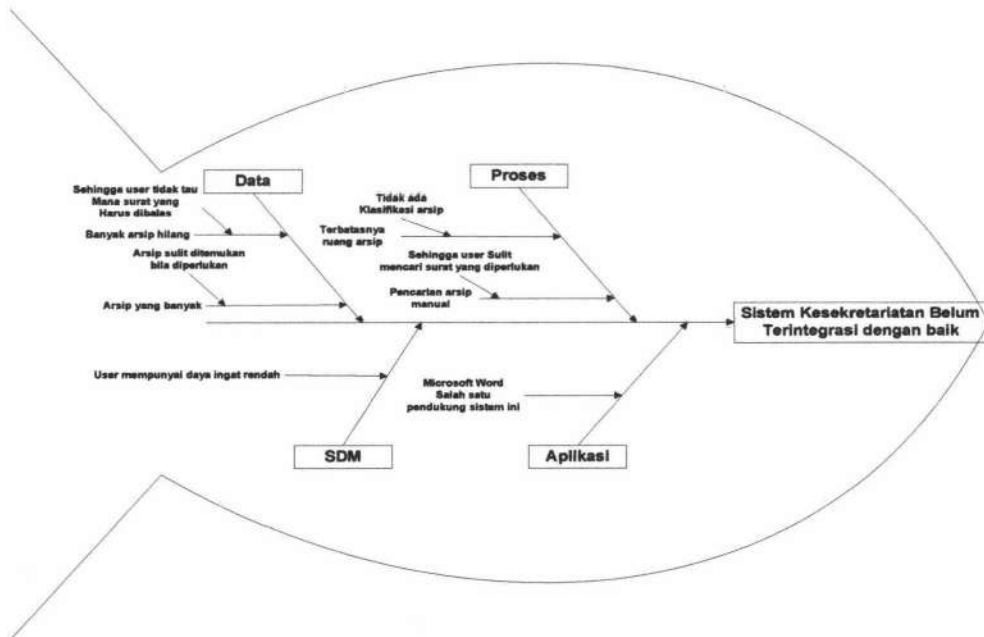 Data
Proses
Sehingga user tidak tau
Mana surat yang
Harus dibalas
Banyak arsip hilang
Arsip sulit ditemukan
bila diperlukan
Arsip yang banyak
Tidak ada
Klasifikasi arsip
Terbatasnya
ruang arsip
Sehingga user Sulit
mencari surat yang diperlukan
Pencarian arsip
manual
Sistem Kesekretariatan Belum
Terintegrasi dengan baik
User mempunyai daya ingat rendah
Microsoft Word
Salah satu
pendukung sistem ini
SDM
Aplikasi